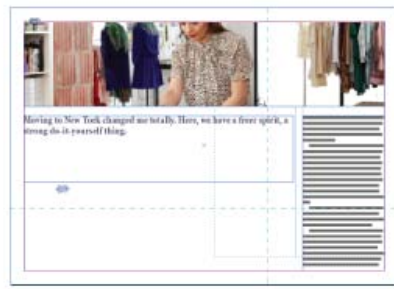 Moving to New York changed me totally. Here, we have a freer spirit, a
strong do-it-yourself thing.